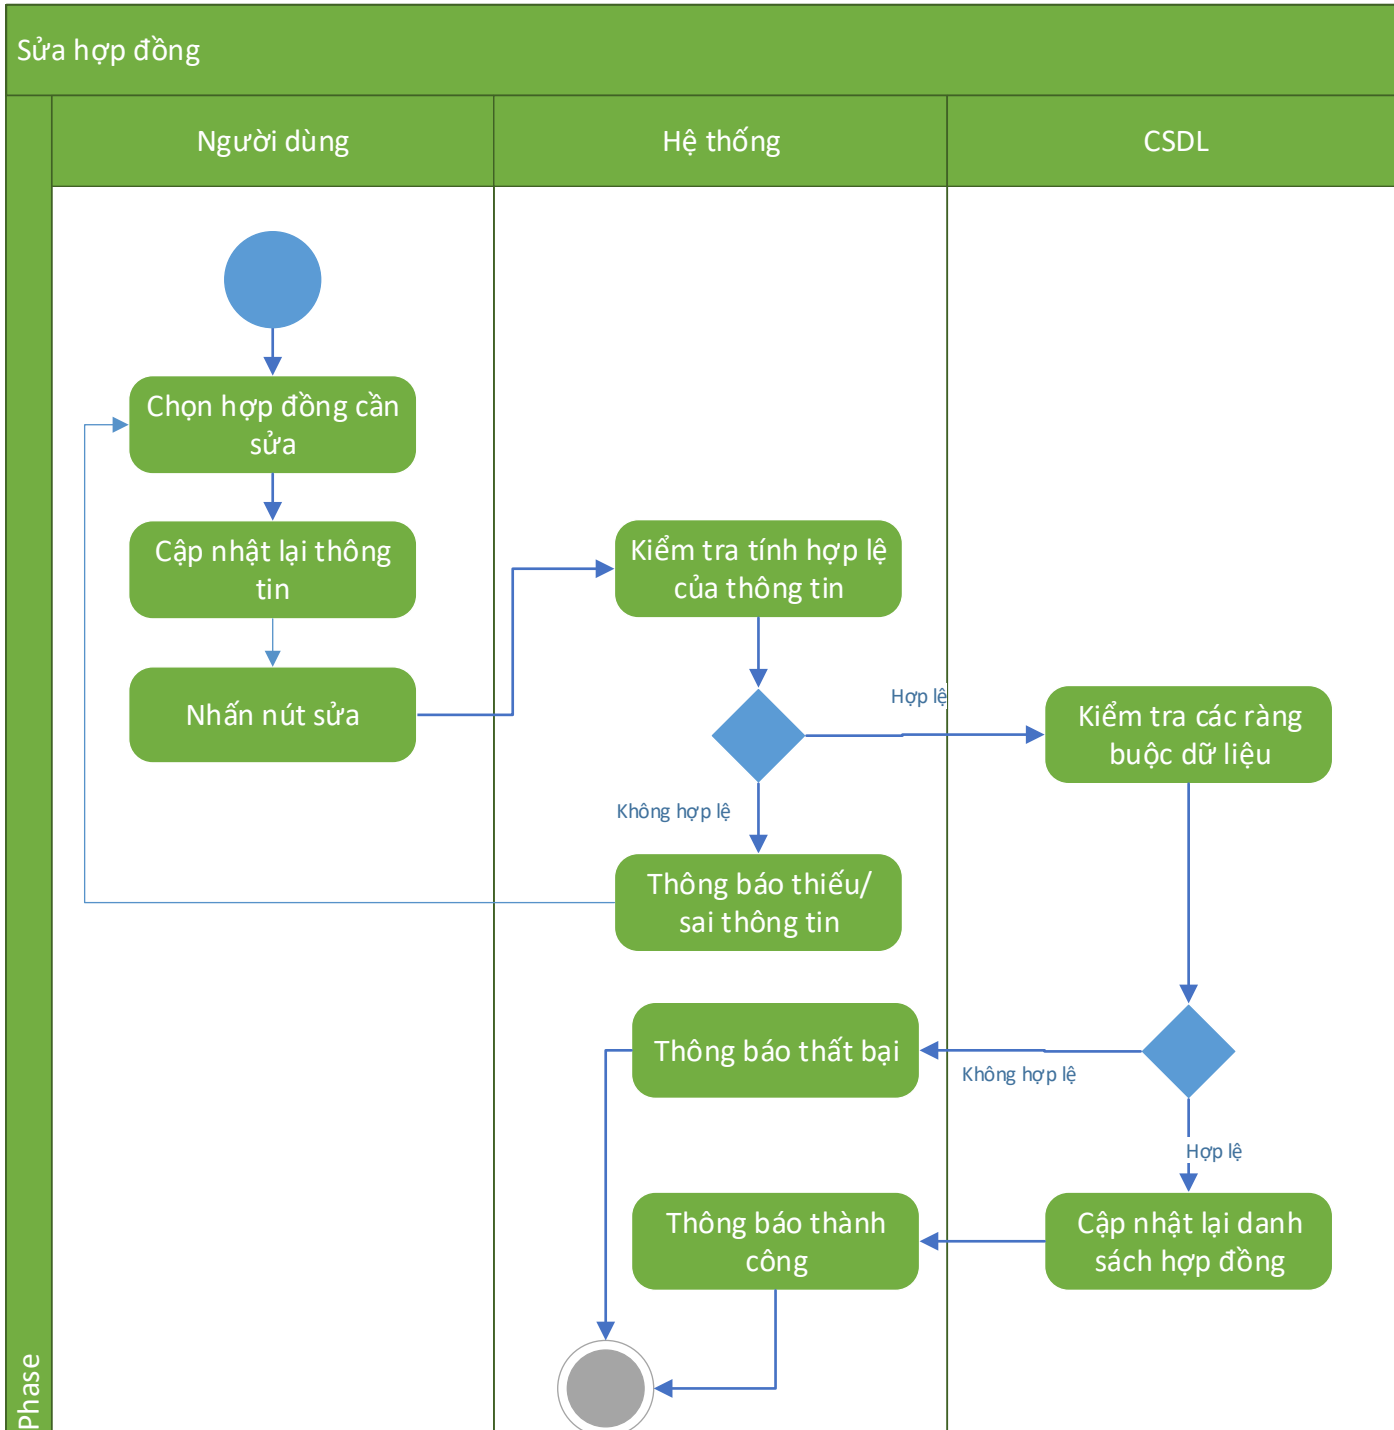 Sửa hợp đồng
Người dùng
Hệ thống
CSDL
Chọn hợp đồng cần
sửa
Cập nhật lại thông
tin
Kiểm tra tính hợp lệ
của thông tin
Nhấn nút sửa
Hợp lệ
Kiểm tra các ràng
buộc dữ liệu
Không hợp lệ
Thông báo thiếu/
sai thông tin
Thông báo thất bại
Không hợp lệ
Hợp lệ
Thông báo thành
công
Cập nhật lại danh
sách hợp đồng
Phase